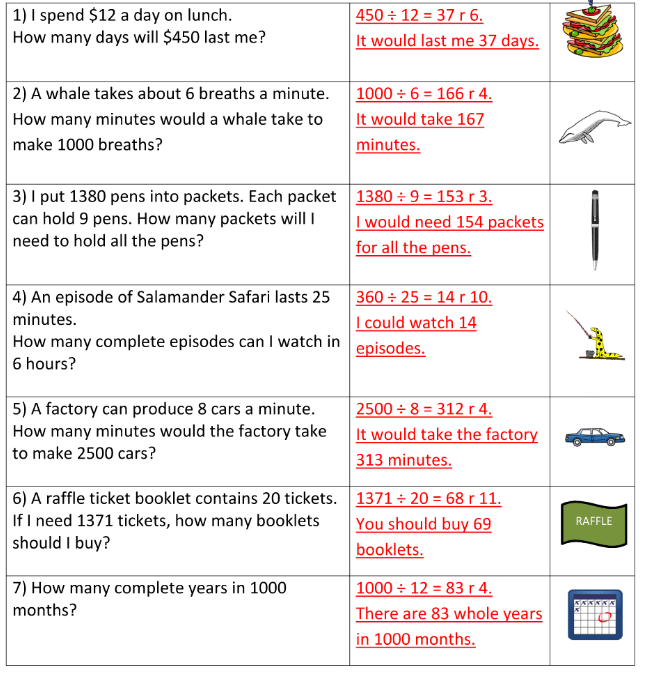 1) I spend $12 a day on lunch.
How many days will $450 last me?
450 ÷ 12 = 37 r 6.
It would last me 37 days.
2) A whale takes about 6 breaths a minute.
How many minutes would a whale take to
make 1000 breaths?
1000 ÷ 6 = 166 r 4.
It would take 167
minutes.
3) I put 1380 pens into packets. Each packet
can hold 9 pens. How many packets will I
need to hold all the pens?
1380 ÷ 9 = 153 r 3.
I would need 154 packets
for all the pens.
4) An episode of Salamander Safari lasts 25
minutes.
How many complete episodes can I watch in
6 hours?
360 ÷ 25 = 14 r 10.
I could watch 14
episodes.
5) A factory can produce 8 cars a minute.
How many minutes would the factory take
to make 2500 cars?
2500 ÷ 8 = 312 r 4.
It would take the factory
313 minutes.
6) A raffle ticket booklet contains 20 tickets.
If I need 1371 tickets, how many booklets
should I buy?
1371 ÷ 20 = 68 r 11.
You should buy 69
booklets.
RAFFLE
7) How many complete years in 1000
months?
1000 ÷ 12 = 83 r 4.
There are 83 whole years
in 1000 months.